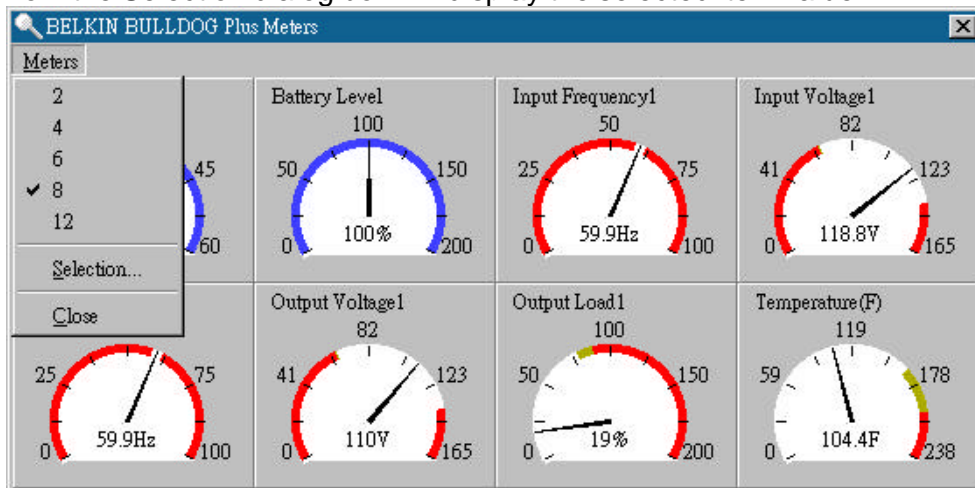 BELKIN BULLDOG Plus Meters
Meters
2
4
6
8
12
Selection...
Close
45
60
Battery Level
0
50
100
150
200
100%
Input Frequency1
0
25
50
75
100
59.9Hz
Input Voltage1
0
41
82
123
165
118.8V
0
25
75
100
59.9Hz
Output Voltage1
0
41
82
123
165
110V
Output Load1
0
50
100
150
200
19%
Temperature(F)
0
59
119
178
238
104.4F